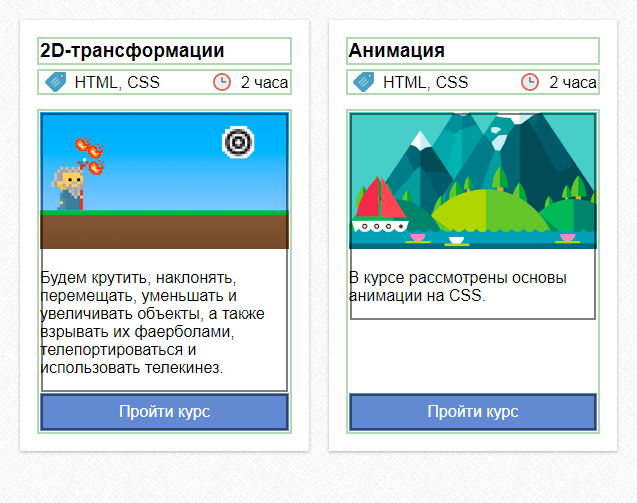 2D-трансформации
HTML, CSS
2 часа
Будем крутить, наклонять,
перемещать, уменьшать и
увеличивать объекты, а также
взрывать их фаерболами,
телепортироваться и
использовать телекинез.
Пройти курс
Анимация
HTML, CSS
2 часа
В курсе рассмотрены основы
анимации на CSS.
Пройти курс